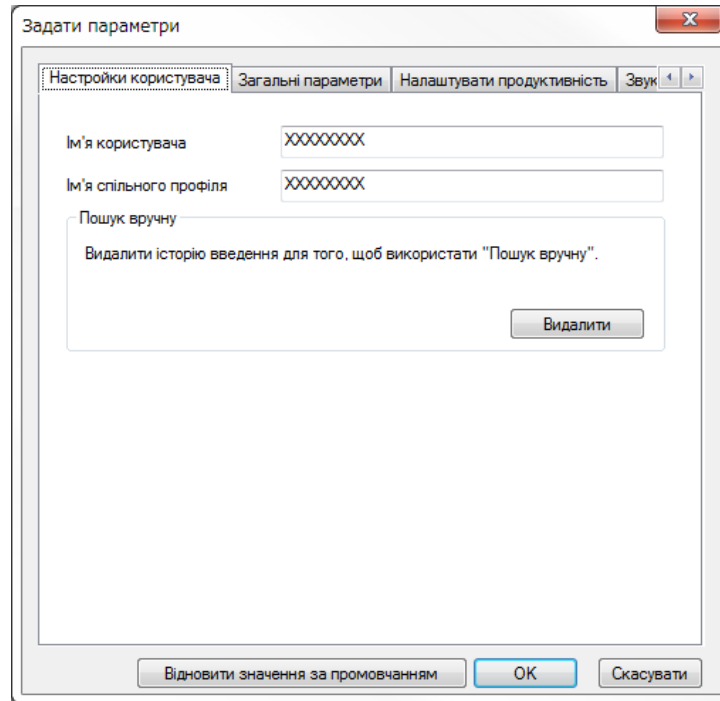 Задати параметри
Настройки користувача Загальні параметри Налаштувати продуктивність Звук
Ім'я користувача XXXXXXXX
Ім'я спільного профіля XXXXXXXX
Пошук вручну
Видалити історію введення для того, щоб використати "Пошук вручну".
Видалити
Відновити значення за промовчанням OK Скасувати